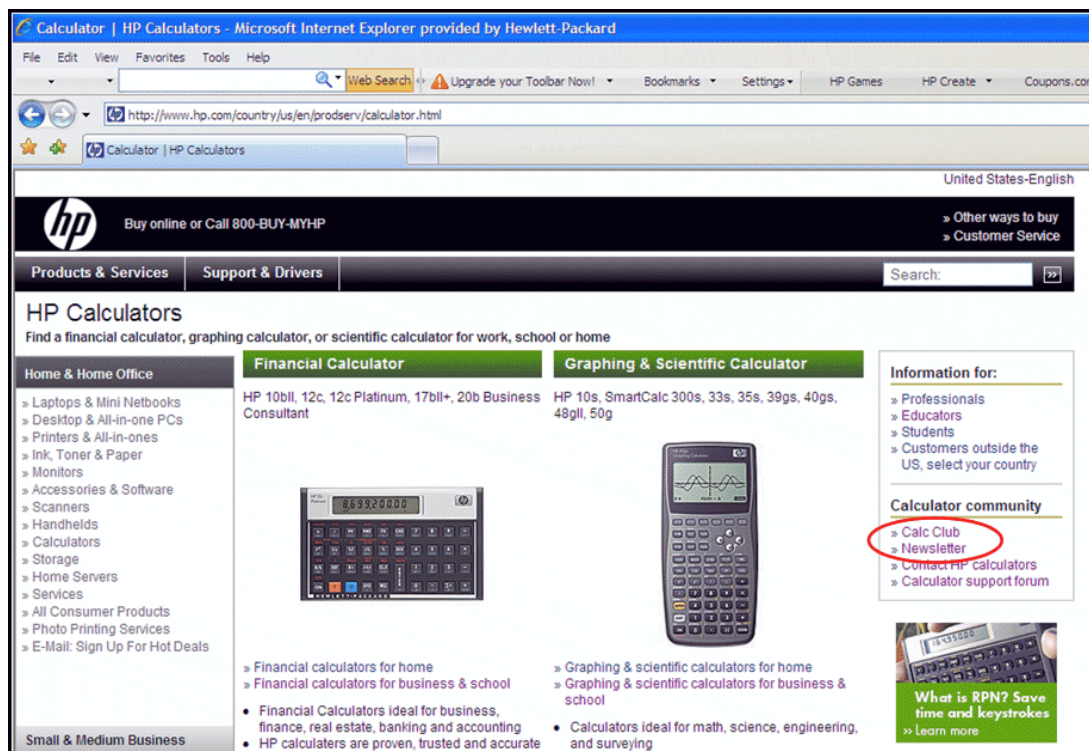 Calculator | HP Calculators - Microsoft Internet Explorer provided by Hewlett-Packard
File Edit View Favorites Tools Help
Web Search Upgrade your Toolbar Now! Bookmarks Settings HP Games HP Create Coupons.co
http://www.hp.com/country/us/en/prodserv/calculator.html
Calculator | HP Calculators
United States-English
hp
Buy online or Call 800-BUY-MYHP
» Other ways to buy
» Customer Service
Products & Services
Support & Drivers
Search:
HP Calculators
Find a financial calculator, graphing calculator, or scientific calculator for work, school or home
Home & Home Office
» Laptops & Mini Netbooks
» Desktop & All-in-one PCs
» Printers & All-in-ones
» Ink, Toner & Paper
» Monitors
» Accessories & Software
» Scanners
» Handhelds
» Calculators
» Storage
» Home Servers
» Services
» All Consumer Products
» Photo Printing Services
» E-Mail: Sign Up For Hot Deals
Small & Medium Business
Financial Calculator
HP 10bII, 12c, 12c Platinum, 17bII+, 20b Business
Consultant
8,699,200.00
HEWLETT-PACKARD
» Financial calculators for home
» Financial calculators for business & school
• Financial Calculators ideal for business,
finance, real estate, banking and accounting
• HP calculaters are proven, trusted and accurate
Graphing & Scientific Calculator
HP 10s, SmartCalc 300s, 33s, 35s, 39gs, 40gs,
48gII, 50g
» Graphing & scientific calculators for home
» Graphing & scientific calculators for business &
school
• Calculators ideal for math, science, engineering,
and surveying
Information for:
» Professionals
» Educators
» Students
» Customers outside the
US, select your country
Calculator community
» Calc Club
» Newsletter
» Contact HP calculators
» Calculator support forum
What is RPN? Save
time and keystrokes
» Learn more